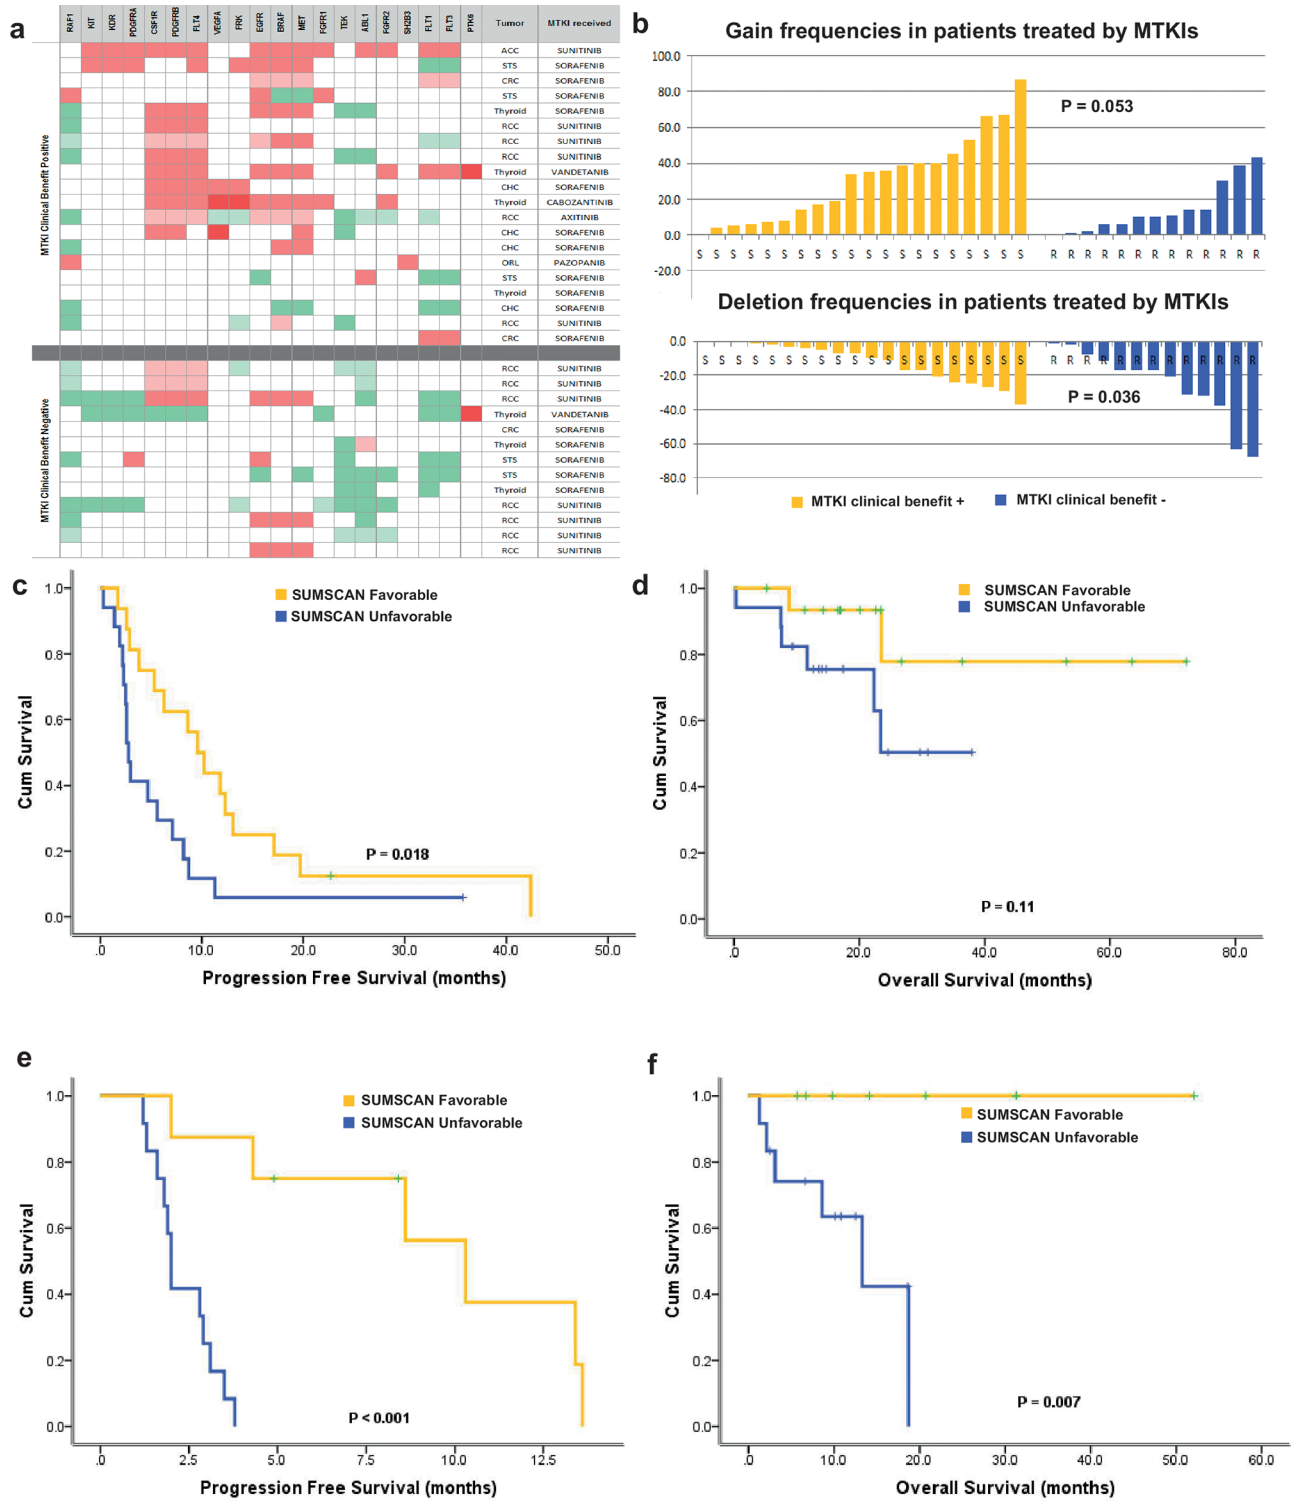 a
RAF1 KIT KDR PDGFRA CSF1R PDGFRB FLT4 VEGFA FRK EGFR BRAF MET FGFR1 TEK ABL1 FGFR2 SH2B3 FLT1 FLT3 PTK6 Tumor MTKI received
MTKI Clinical Benefit Positive
ACC SUNITINIB
STS SORAFENIB
CRC SORAFENIB
STS SORAFENIB
Thyroid SORAFENIB
RCC SUNITINIB
RCC SUNITINIB
RCC SUNITINIB
Thyroid VANDETANIB
CHC SORAFENIB
Thyroid CABOZANTINIB
RCC AXITINIB
CHC SORAFENIB
CHC SORAFENIB
ORL PAZOPANIB
STS SORAFENIB
Thyroid SORAFENIB
CHC SORAFENIB
RCC SUNITINIB
CRC SORAFENIB
MTKI Clinical Benefit Negative
RCC SUNITINIB
RCC SUNITINIB
RCC SUNITINIB
Thyroid VANDETANIB
CRC SORAFENIB
Thyroid SORAFENIB
STS SORAFENIB
STS SORAFENIB
Thyroid SORAFENIB
RCC SUNITINIB
RCC SUNITINIB
RCC SUNITINIB
RCC SUNITINIB
b
Gain frequencies in patients treated by MTKIs
100.0
80.0
60.0
40.0
20.0
0.0
-20.0
P = 0.053
S S S S S S S S S S S S S S S S S S S S R R R R R R R R R R R R R
Deletion frequencies in patients treated by MTKIs
0.0
-20.0
-40.0
-60.0
-80.0
S S S S S S S S S S S S S S S S S S S S R R R R R R R R R R R R R
P = 0.036
MTKI clinical benefit + MTKI clinical benefit -
c
SUMSCAN Favorable
SUMSCAN Unfavorable
Cum Survival
1.0
0.8
0.6
0.4
0.2
0.0
P = 0.018
.0 10.0 20.0 30.0 40.0 50.0
Progression Free Survival (months)
d
SUMSCAN Favorable
SUMSCAN Unfavorable
Cum Survival
1.0
0.8
0.6
0.4
0.2
0.0
P = 0.11
.0 20.0 40.0 60.0 80.0
Overall Survival (months)
e
SUMSCAN Favorable
SUMSCAN Unfavorable
Cum Survival
1.0
0.8
0.6
0.4
0.2
0.0
P < 0.001
.0 2.5 5.0 7.5 10.0 12.5
Progression Free Survival (months)
f
SUMSCAN Favorable
SUMSCAN Unfavorable
Cum Survival
1.0
0.8
0.6
0.4
0.2
0.0
P = 0.007
.0 10.0 20.0 30.0 40.0 50.0 60.0
Overall Survival (months)